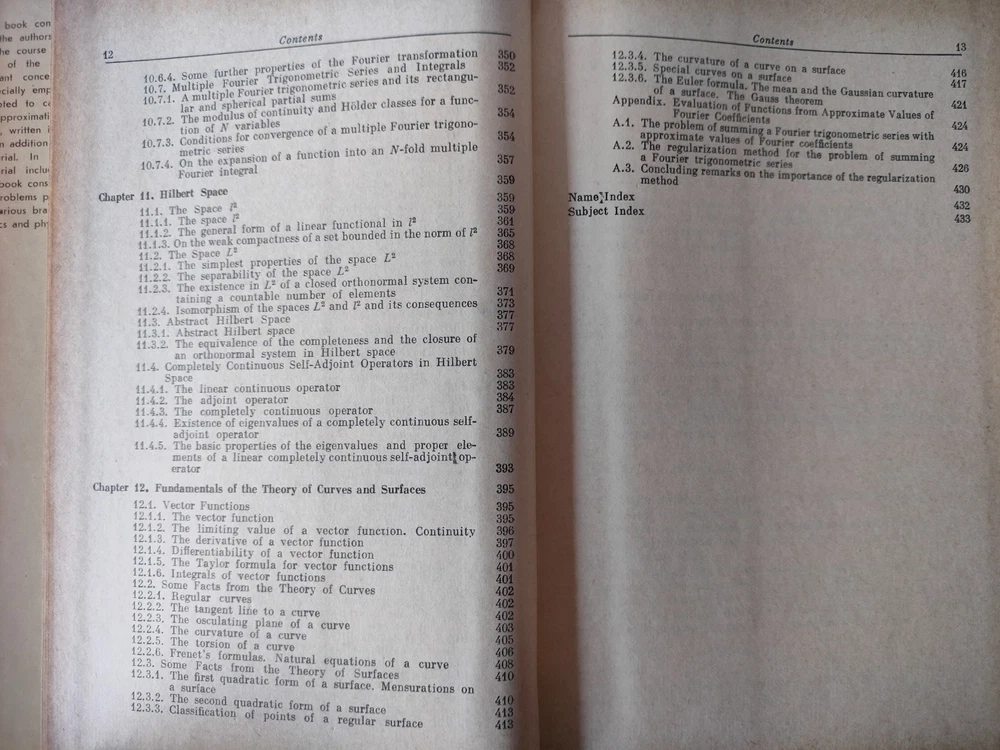 book con
the authors
he course
of the
ant conce
cially emp
oled to co
pproximati
, written i
n addition
rial. In
rial inclu
book cons
roblems p
arious bra
cs and phy
12
Contents
10.6.4. Some further properties of the Fourier transformation 350
10.7. Multiple Fourier Trigonometric Series and Integrals 352
10.7.1. A multiple Fourier trigonometric series and its rectangu-
lar and spherical partial sums 352
10.7.2. The modulus of continuity and Hölder classes for a func-
tion of N variables 354
10.7.3. Conditions for convergence of a multiple Fourier trigono-
metric series 354
10.7.4. On the expansion of a function into an N-fold multiple
Fourier integral 357
Chapter 11. Hilbert Space 359
11.1. The Space l² 359
11.1.1. The space l² 359
11.1.2. The general form of a linear functional in l² 361
11.1.3. On the weak compactness of a set bounded in the norm of l² 365
11.2. The Space L² 368
11.2.1. The simplest properties of the space L² 368
11.2.2. The separability of the space L² 369
11.2.3. The existence in L² of a closed orthonormal system con-
taining a countable number of elements 371
11.2.4. Isomorphism of the spaces L² and l² and its consequences 373
11.3. Abstract Hilbert Space 377
11.3.1. Abstract Hilbert space 377
11.3.2. The equivalence of the completeness and the closure of
an orthonormal system in Hilbert space 379
11.4. Completely Continuous Self-Adjoint Operators in Hilbert
Space 383
11.4.1. The linear continuous operator 383
11.4.2. The adjoint operator 384
11.4.3. The completely continuous operator 387
11.4.4. Existence of eigenvalues of a completely continuous self-
adjoint operator 389
11.4.5. The basic properties of the eigenvalues and proper ele-
ments of a linear completely continuous self-adjoint op-
erator 393
Chapter 12. Fundamentals of the Theory of Curves and Surfaces 395
12.1. Vector Functions 395
12.1.1. The vector function 395
12.1.2. The limiting value of a vector function. Continuity 396
12.1.3. The derivative of a vector function 397
12.1.4. Differentiability of a vector function 400
12.1.5. The Taylor formula for vector functions 401
12.1.6. Integrals of vector functions 401
12.2. Some Facts from the Theory of Curves 402
12.2.1. Regular curves 402
12.2.2. The tangent line to a curve 402
12.2.3. The osculating plane of a curve 403
12.2.4. The curvature of a curve 405
12.2.5. The torsion of a curve 406
12.2.6. Frenet's formulas. Natural equations of a curve 408
12.3. Some Facts from the Theory of Surfaces 410
12.3.1. The first quadratic form of a surface. Mensurations on
a surface 410
12.3.2. The second quadratic form of a surface 413
12.3.3. Classification of points of a regular surface 413
Contents
13
12.3.4. The curvature of a curve on a surface 416
12.3.5. Special curves on a surface 417
12.3.6. The Euler formula. The mean and the Gaussian curvature
of a surface. The Gauss theorem 421
Appendix. Evaluation of Functions from Approximate Values of
Fourier Coefficients 424
A.1. The problem of summing a Fourier trigonometric series with
approximate values of Fourier coefficients 424
A.2. The regularization method for the problem of summing
a Fourier trigonometric series 426
A.3. Concluding remarks on the importance of the regularization
method 430
Name Index 432
Subject Index 433